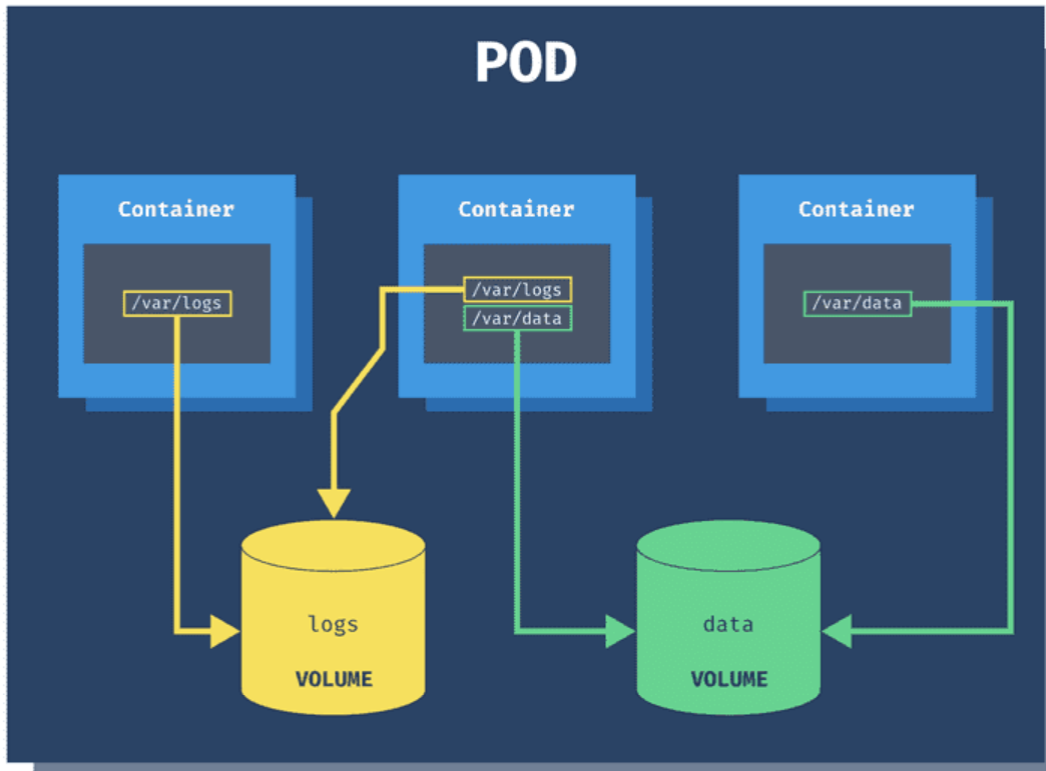 POD
Container
/var/logs
Container
/var/logs
/var/data
Container
/var/data
logs
VOLUME
data
VOLUME